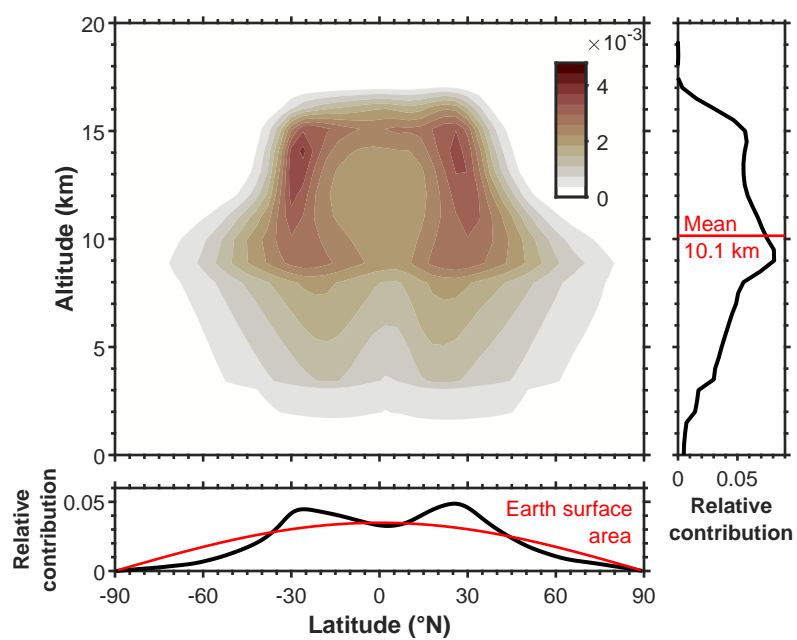 20
15
10
5
0
Altitude (km)
×10⁻³
4
2
0
Mean
10.1 km
0
0.05
Relative
contribution
Relative
contribution
0.05
0
Earth surface
area
-90
-60
-30
0
30
60
90
Latitude (°N)